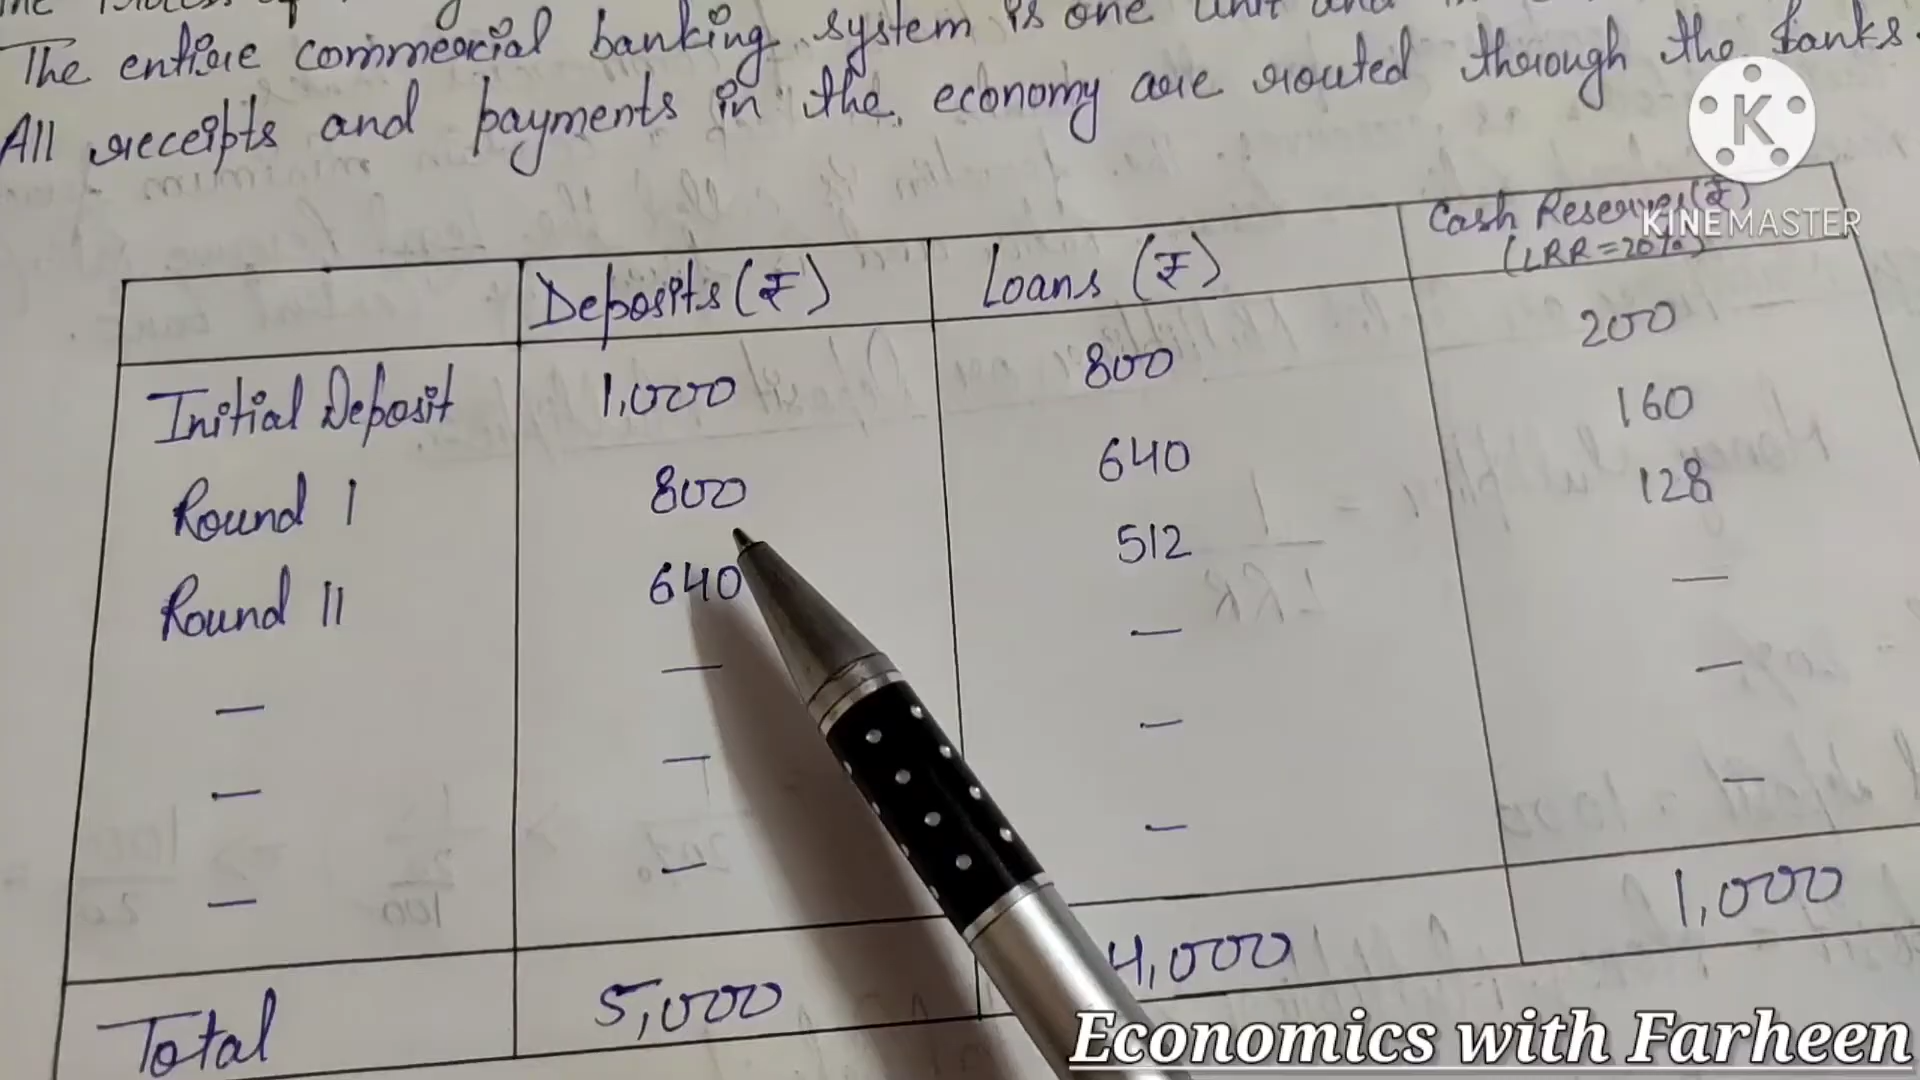 The entire commercial banking system is one unit and
All receipts and payments in the economy are routed through the banks.
K
KINEMASTER
Deposits (₹) Loans (₹) Cash Reserves (₹)
(LRR = 20%)
Initial Deposit 1,000 800 200
Round I 800 640 160
Round II 640 512 128
— — — —
— — — —
— — — —
Total 5,000 4,000 1,000
Economics with Farheen